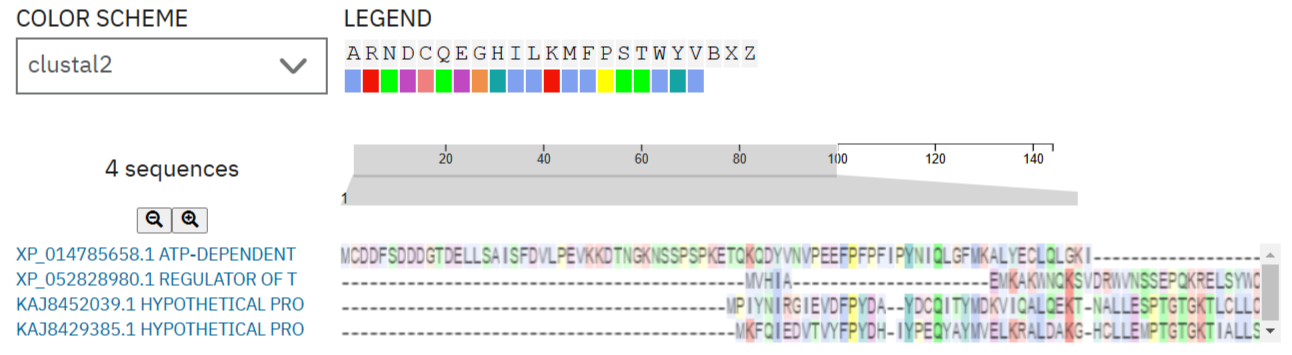 COLOR SCHEME
LEGEND
clustal2
A R N D C Q E G H I L K M F P S T W Y V B X Z
4 sequences
20 40 60 80 100 120 140
1
XP_014785658.1 ATP-DEPENDENT MCDDFSDDDGTDELLSAISFDVLPEVKKDTNGKNSSPSPKETQKQDYVNVPEEFPFPFIPYNIQLGFMKALYECLQLGKI------------------
XP_052828980.1 REGULATOR OF T -------------------------------------------MVHIA---------------------EMKAKWNQKSVDRWVNSSEPQKRELSYWC
KAJ8452039.1 HYPOTHETICAL PRO -----------------------------------------MPIYNIRGIEVDFPYDA--YDCQITYMDKVIQALQEKT-NALLESPTGTGKTLCLLC
KAJ8429385.1 HYPOTHETICAL PRO ------------------------------------------MKFQIEDVTVYFPYDH-IYPEQYAYMVELKRALDAKG-HCLLEMPTGTGKTIALLS